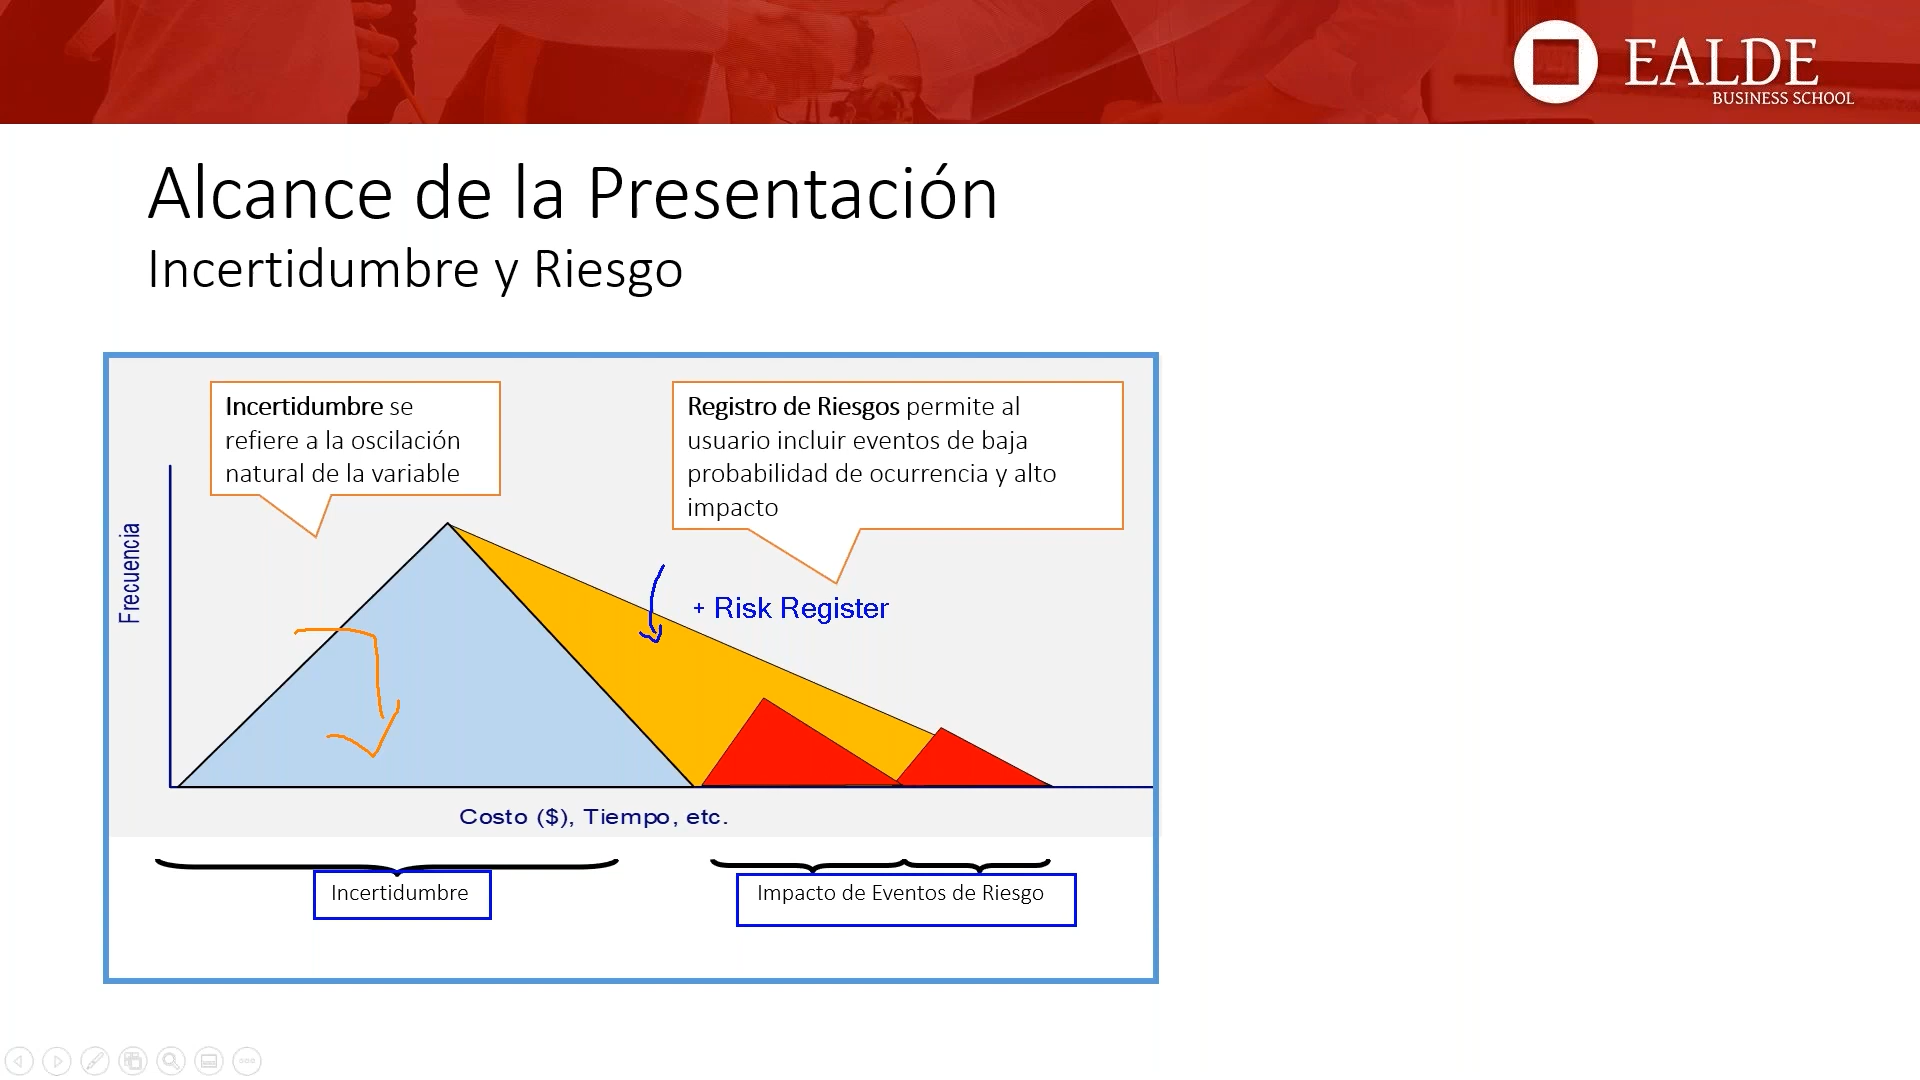 EALDE
BUSINESS SCHOOL
Alcance de la Presentación
Incertidumbre y Riesgo
Incertidumbre se
refiere a la oscilación
natural de la variable
Registro de Riesgos permite al
usuario incluir eventos de baja
probabilidad de ocurrencia y alto
impacto
Frecuencia
+ Risk Register
Costo ($), Tiempo, etc.
Incertidumbre
Impacto de Eventos de Riesgo